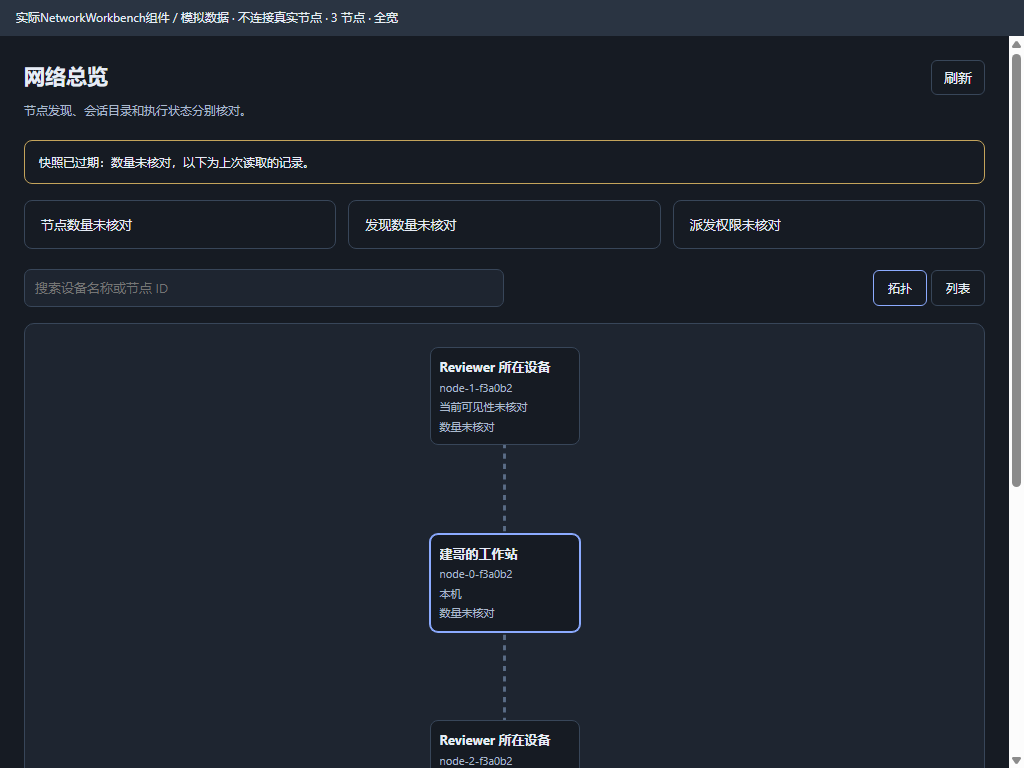 实际NetworkWorkbench组件 / 模拟数据 · 不连接真实节点 · 3 节点 · 全宽
网络总览
刷新
节点发现、会话目录和执行状态分别核对。
快照已过期：数量未核对，以下为上次读取的记录。
节点数量未核对
发现数量未核对
派发权限未核对
搜索设备名称或节点 ID
拓扑
列表
Reviewer 所在设备
node-1-f3a0b2
当前可见性未核对
数量未核对
建哥的工作站
node-0-f3a0b2
本机
数量未核对
Reviewer 所在设备
node-2-f3a0b2